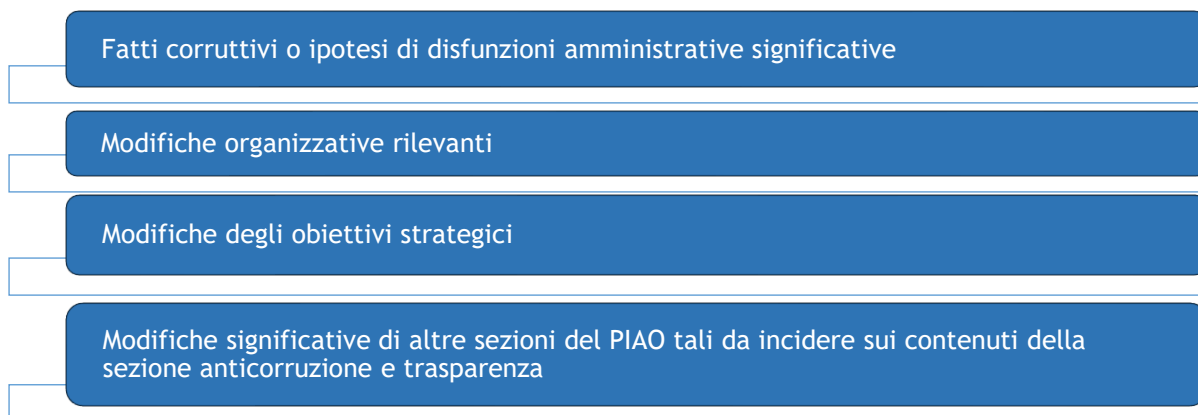 Fatti corruttivi o ipotesi di disfunzioni amministrative significative
Modifiche organizzative rilevanti
Modifiche degli obiettivi strategici
Modifiche significative di altre sezioni del PIAO tali da incidere sui contenuti della
sezione anticorruzione e trasparenza